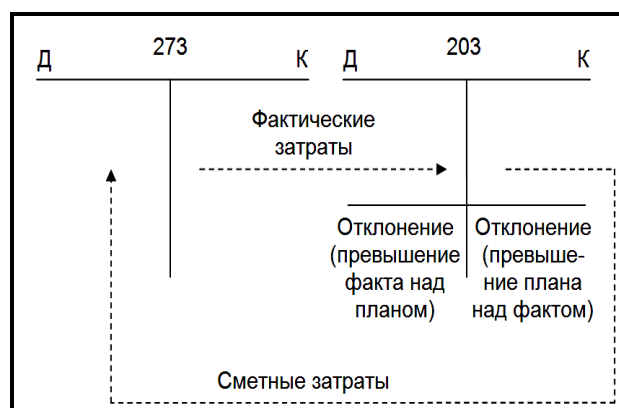 Д 273 К Д 203 К
Фактические
затраты
Отклонение
(превышение
факта над
планом)
Отклонение
(превыше-
ние плана
над фактом)
Сметные затраты